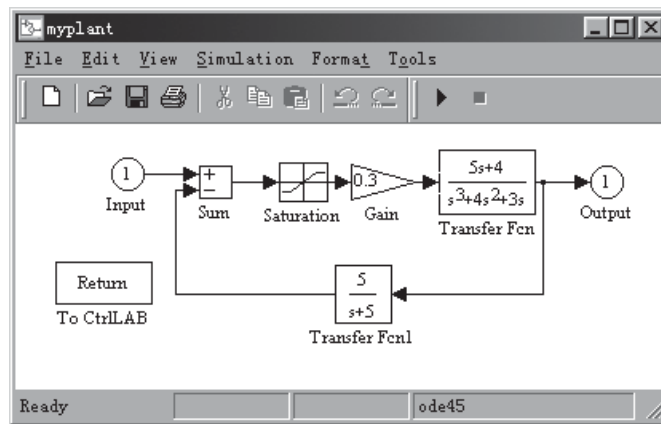 myplant
File Edit View Simulation Format Tools
1
Input
+
−
Sum
Saturation
0.3
Gain
5s+4
s³+4s²+3s
Transfer Fcn
1
Output
Return
To CtrlLAB
5
s+5
Transfer Fcn1
Ready
ode45